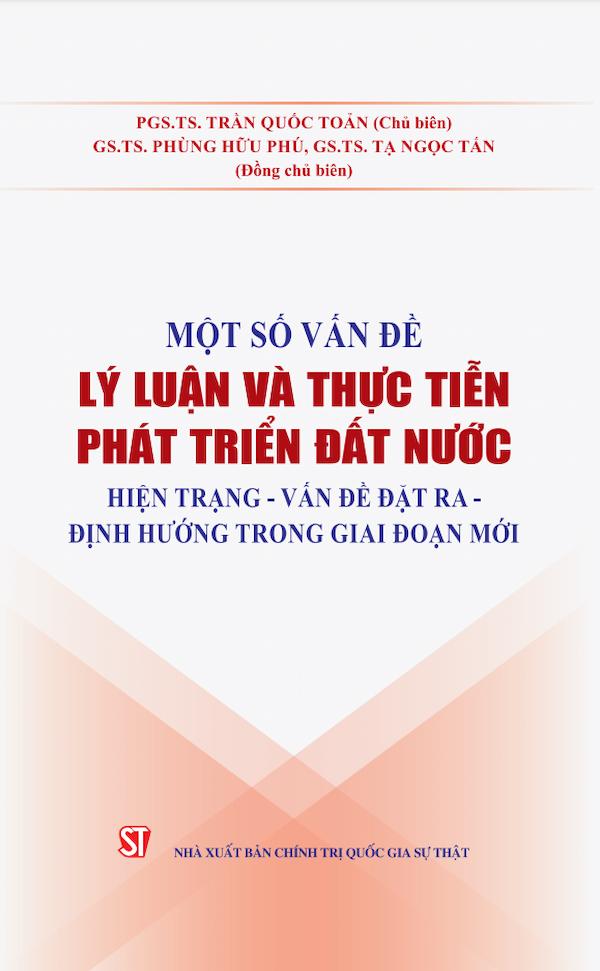 PGS.TS. TRẦN QUỐC TOẢN (Chủ biên)
GS.TS. PHÙNG HỮU PHÚ, GS.TS. TẠ NGỌC TẤN
(Đồng chủ biên)
MỘT SỐ VẤN ĐỀ
LÝ LUẬN VÀ THỰC TIỄN
PHÁT TRIỂN ĐẤT NƯỚC
HIỆN TRẠNG - VẤN ĐỀ ĐẶT RA -
ĐỊNH HƯỚNG TRONG GIAI ĐOẠN MỚI
ST
NHÀ XUẤT BẢN CHÍNH TRỊ QUỐC GIA SỰ THẬT